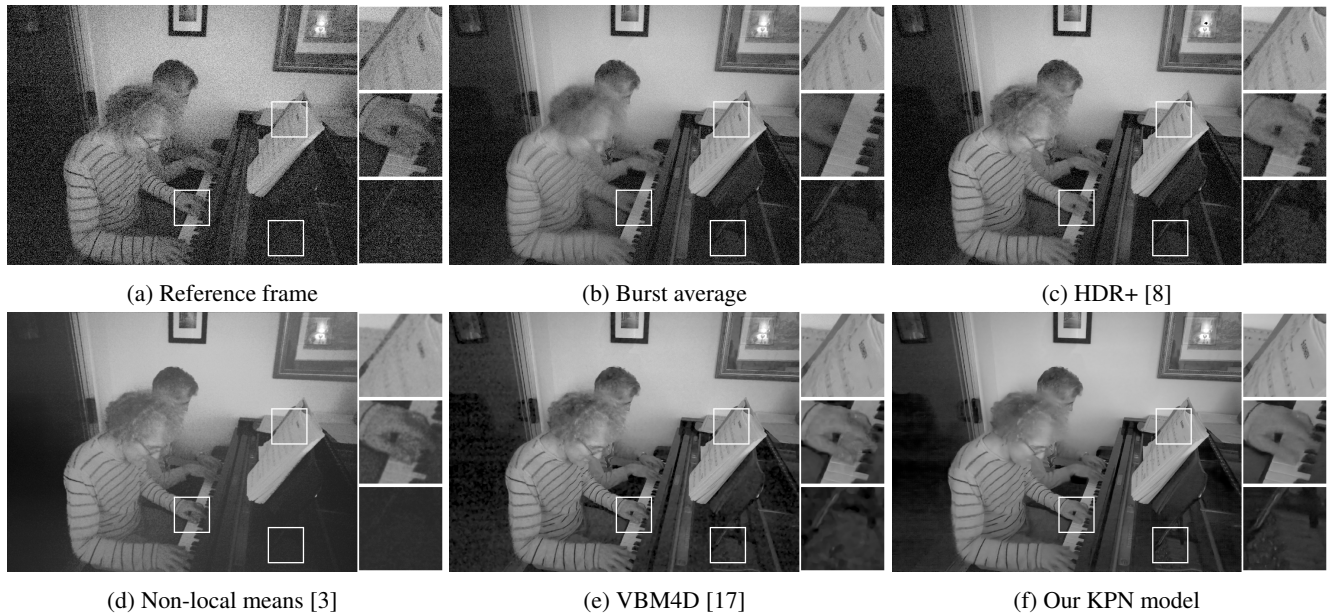 (a) Reference frame
(b) Burst average
(c) HDR+ [8]
(d) Non-local means [3]
(e) VBM4D [17]
(f) Our KPN model